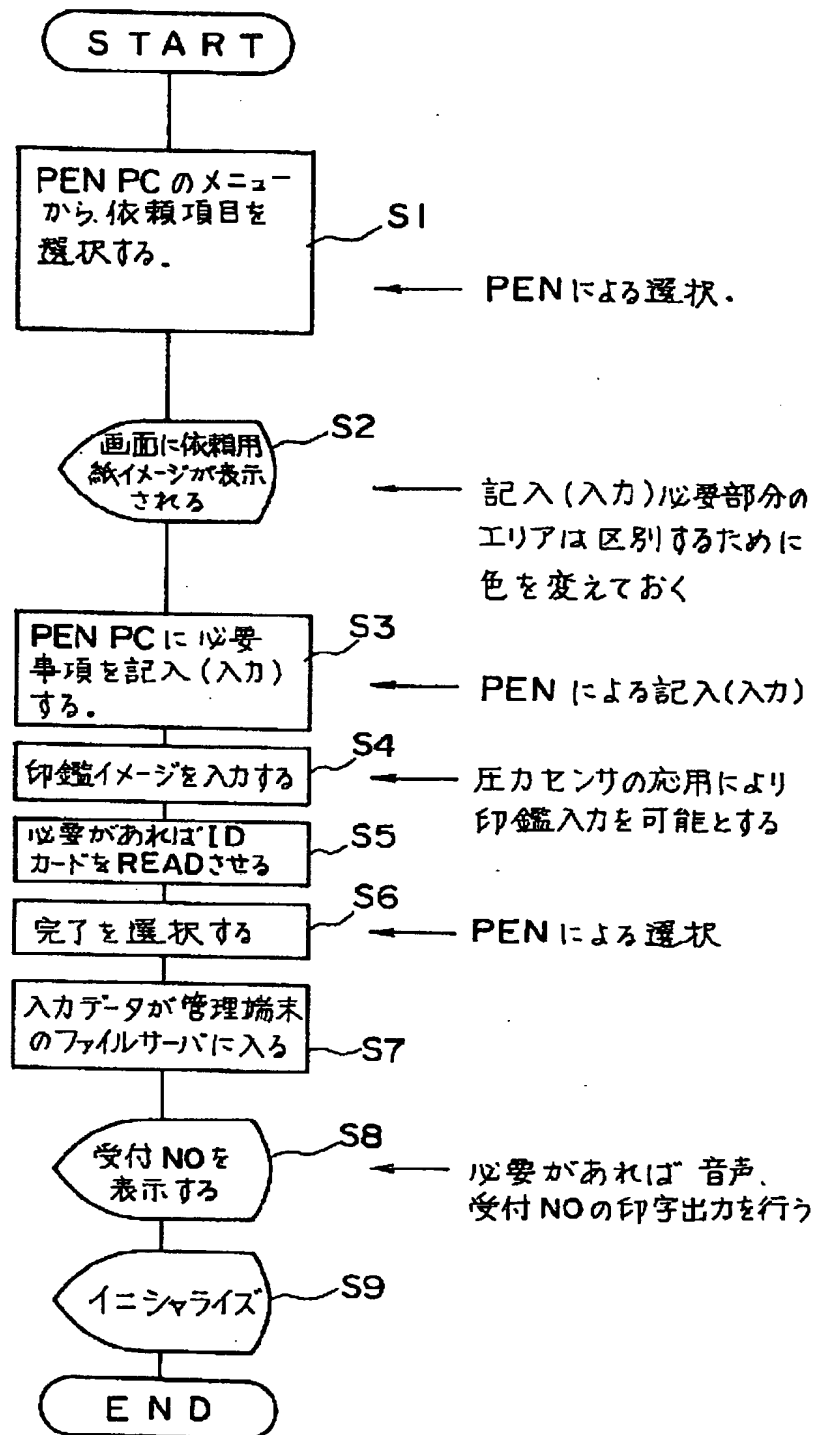 START
PEN PCのメニュー
から、依頼項目を
選択する.
S1
PENによる選択.
画面に依頼用
紙イメージが表示
される
S2
記入(入力)必要部分の
エリアは区別するために
色を変えておく
PEN PCに必要
事項を記入(入力)
する。
S3
PENによる記入(入力)
印鑑イメージを入力する
S4
圧力センサの応用により
印鑑入力を可能とする
必要があればID
カードをREADさせる
S5
完了を選択する
S6
PENによる選択
入力データが管理端末
のファイルサーバに入る
S7
受付NOを
表示する
S8
必要があれば音声、
受付NOの印字出力を行う
イニシャライズ
S9
END